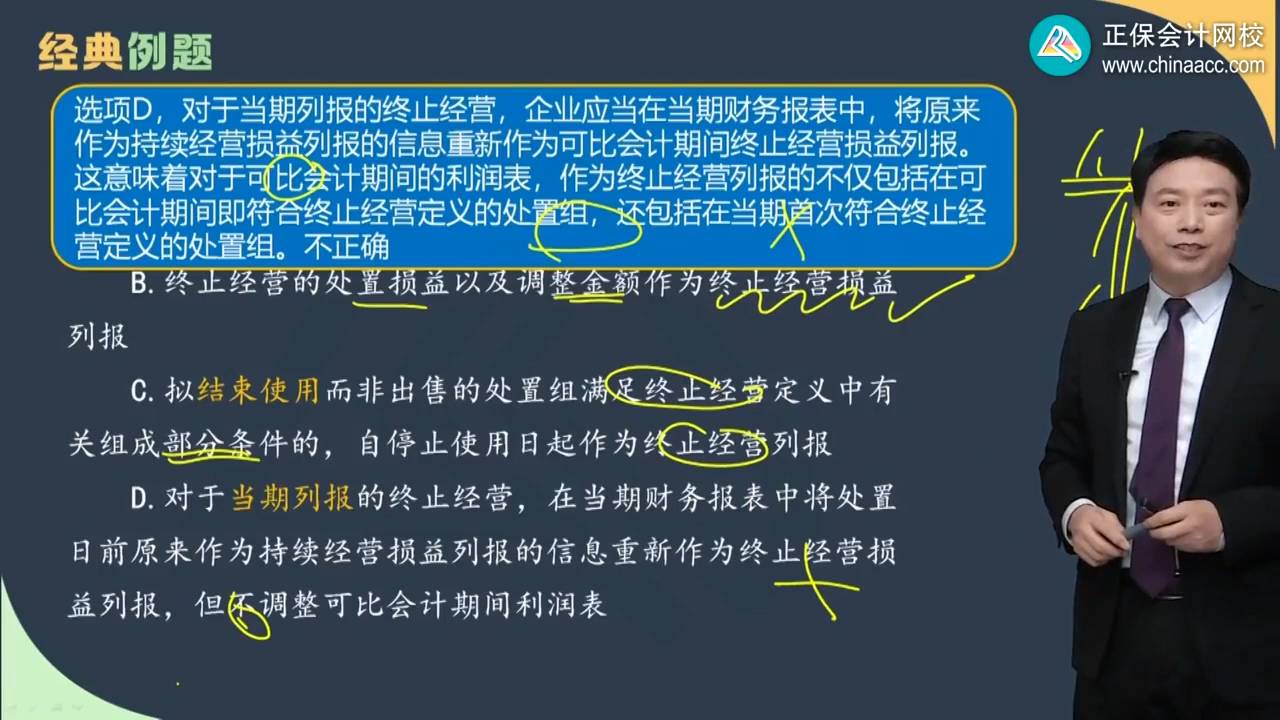 经典例题
正保会计网校
www.chinaacc.com
选项D，对于当期列报的终止经营，企业应当在当期财务报表中，将原来
作为持续经营损益列报的信息重新作为可比会计期间终止经营损益列报。
这意味着对于可比会计期间的利润表，作为终止经营列报的不仅包括在可
比会计期间即符合终止经营定义的处置组，还包括在当期首次符合终止经
营定义的处置组。不正确
B. 终止经营的处置损益以及调整金额作为终止经营损益
列报
C. 拟结束使用而非出售的处置组满足终止经营定义中有
关组成部分条件的，自停止使用日起作为终止经营列报
D. 对于当期列报的终止经营，在当期财务报表中将处置
日前原来作为持续经营损益列报的信息重新作为终止经营损
益列报，但不调整可比会计期间利润表